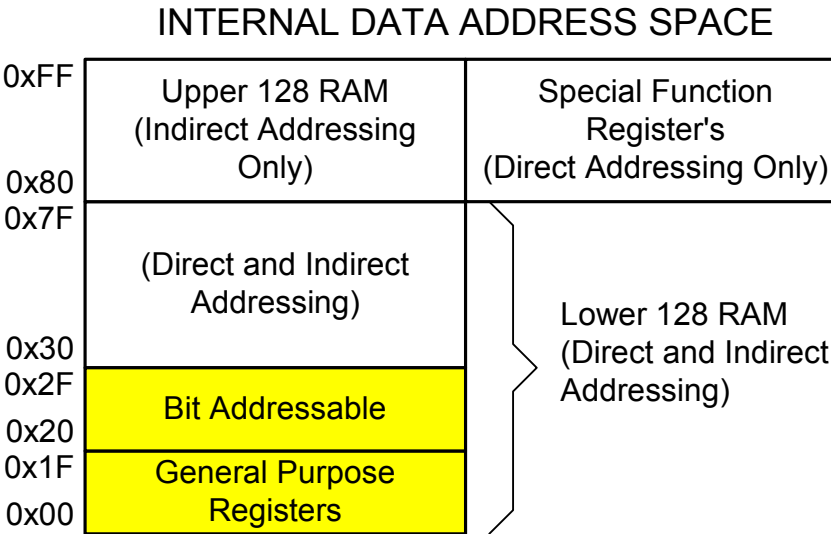 INTERNAL DATA ADDRESS SPACE
0xFF
Upper 128 RAM
(Indirect Addressing
Only)
0x80
Special Function
Register's
(Direct Addressing Only)
0x7F
(Direct and Indirect
Addressing)
0x30
0x2F
Bit Addressable
0x20
0x1F
General Purpose
Registers
0x00
Lower 128 RAM
(Direct and Indirect
Addressing)